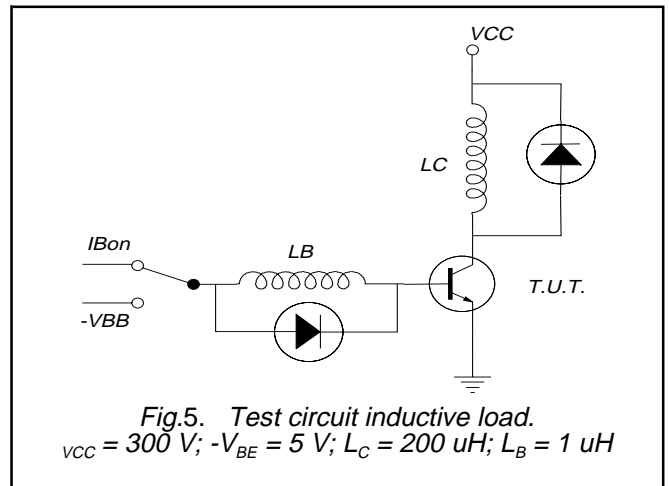 VCC
LC
IBon
LB
-VBB
T.U.T.
Fig.5. Test circuit inductive load.
VCC = 300 V; -VBE = 5 V; LC = 200 uH; LB = 1 uH